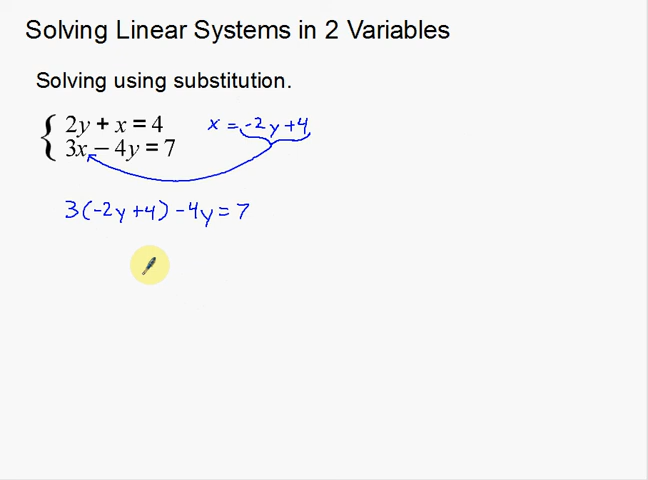 Solving Linear Systems in 2 Variables
Solving using substitution.
2y + x = 4 x = -2y +4
3x − 4y = 7
3(-2y +4) - 4y = 7